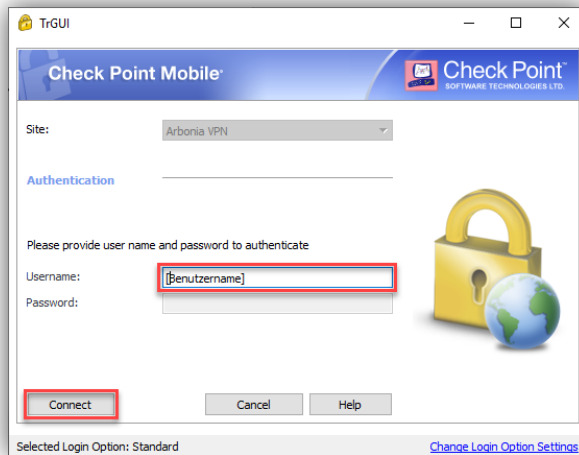 TrGUI
Check Point Mobile
Check Point™
SOFTWARE TECHNOLOGIES LTD.
Site: Arbonia VPN
Authentication
Please provide user name and password to authenticate
Username: [Benutzername]
Password:
Connect Cancel Help
Selected Login Option: Standard Change Login Option Settings